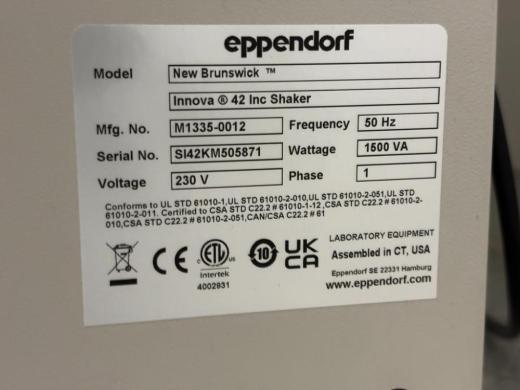 eppendorf
Model New Brunswick ™
Innova ® 42 Inc Shaker
Mfg. No. M1335-0012 Frequency 50 Hz
Serial No. SI42KM505871 Wattage 1500 VA
Voltage 230 V Phase 1
Conforms to UL STD 61010-1,UL STD 61010-2-010,UL STD 61010-2-051,UL STD
61010-2-011. Certified to CSA STD C22.2 # 61010-1-12 ,CSA STD C22.2 # 61010-2-
010,CSA STD C22.2 # 61010-2-051,CAN/CSA C22.2 # 61
CE
c ETL us
Intertek
4002931
10
UK
CA
LABORATORY EQUIPMENT
Assembled in CT, USA
Eppendorf SE 22331 Hamburg
www.eppendorf.com